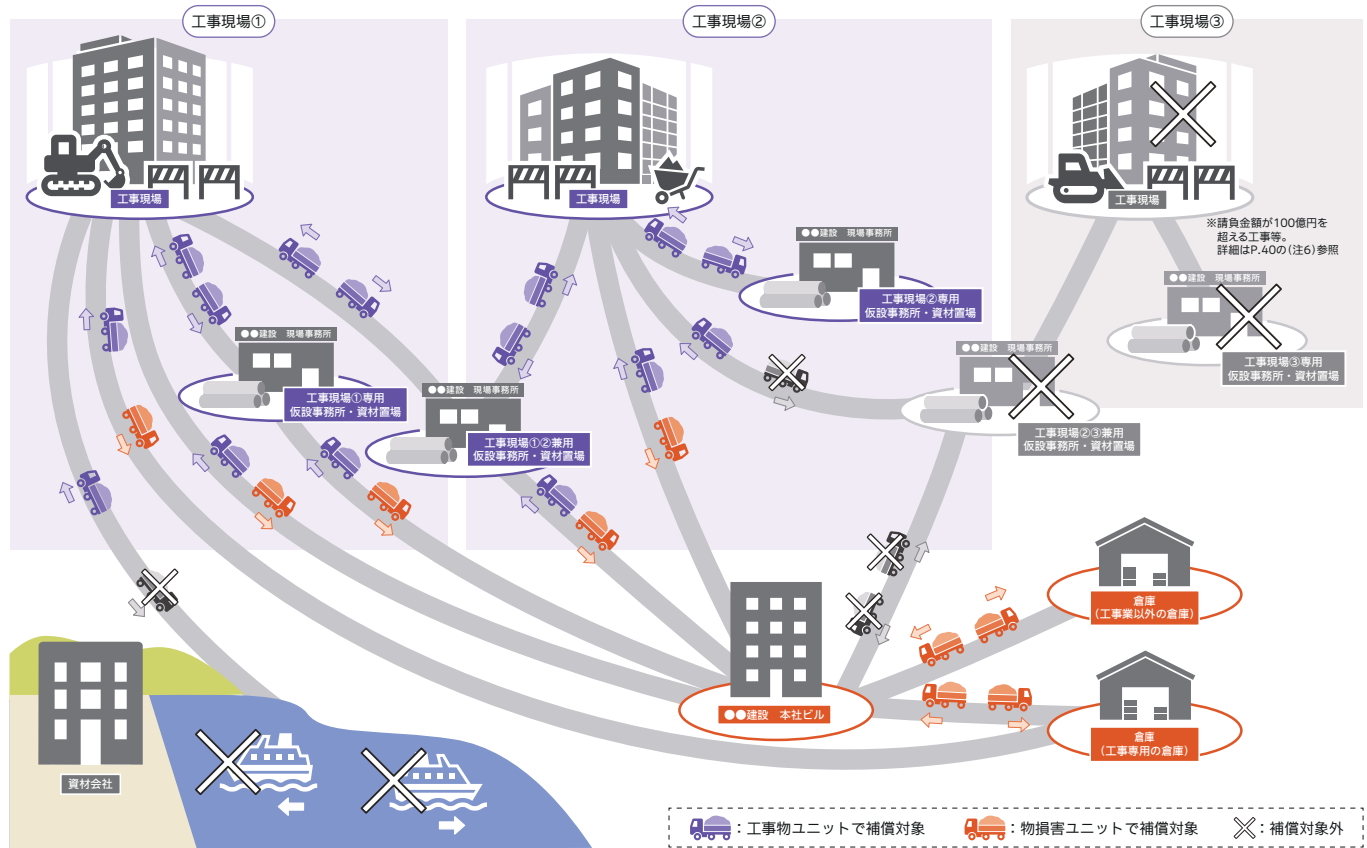 工事現場①
工事現場②
工事現場③
工事現場
工事現場
工事現場
※請負金額が100億円を
超える工事等。
詳細はP.40の(注6)参照
●●建設 現場事務所
工事現場②専用
仮設事務所・資材置場
●●建設 現場事務所
工事現場③専用
仮設事務所・資材置場
●●建設 現場事務所
工事現場①専用
仮設事務所・資材置場
●●建設 現場事務所
工事現場①②兼用
仮設事務所・資材置場
●●建設 現場事務所
工事現場②③兼用
仮設事務所・資材置場
倉庫
(工事業以外の倉庫)
●●建設 本社ビル
倉庫
(工事専用の倉庫)
資材会社
:工事物ユニットで補償対象
:物損害ユニットで補償対象
:補償対象外